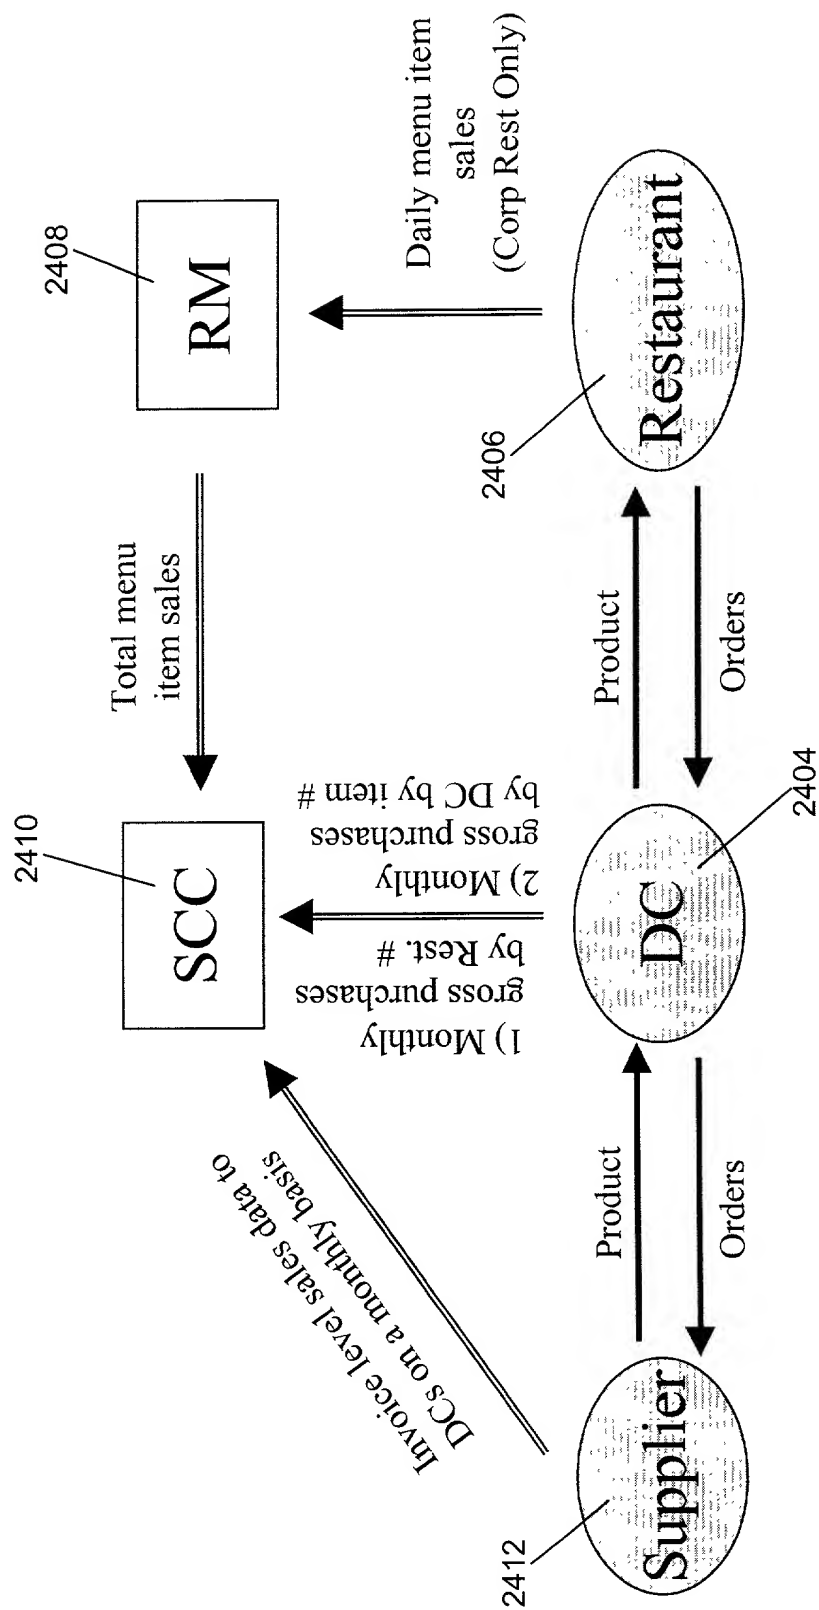 2410
SCC
Total menu
item sales
2408
RM
Invoice level sales data to
DCs on a monthly basis
1) Monthly
gross purchases
by Rest. #
2) Monthly
gross purchases
by DC by item #
Daily menu item
sales
(Corp Rest Only)
2412
Supplier
Product
Orders
DC
2404
Product
Orders
2406
Restaurant